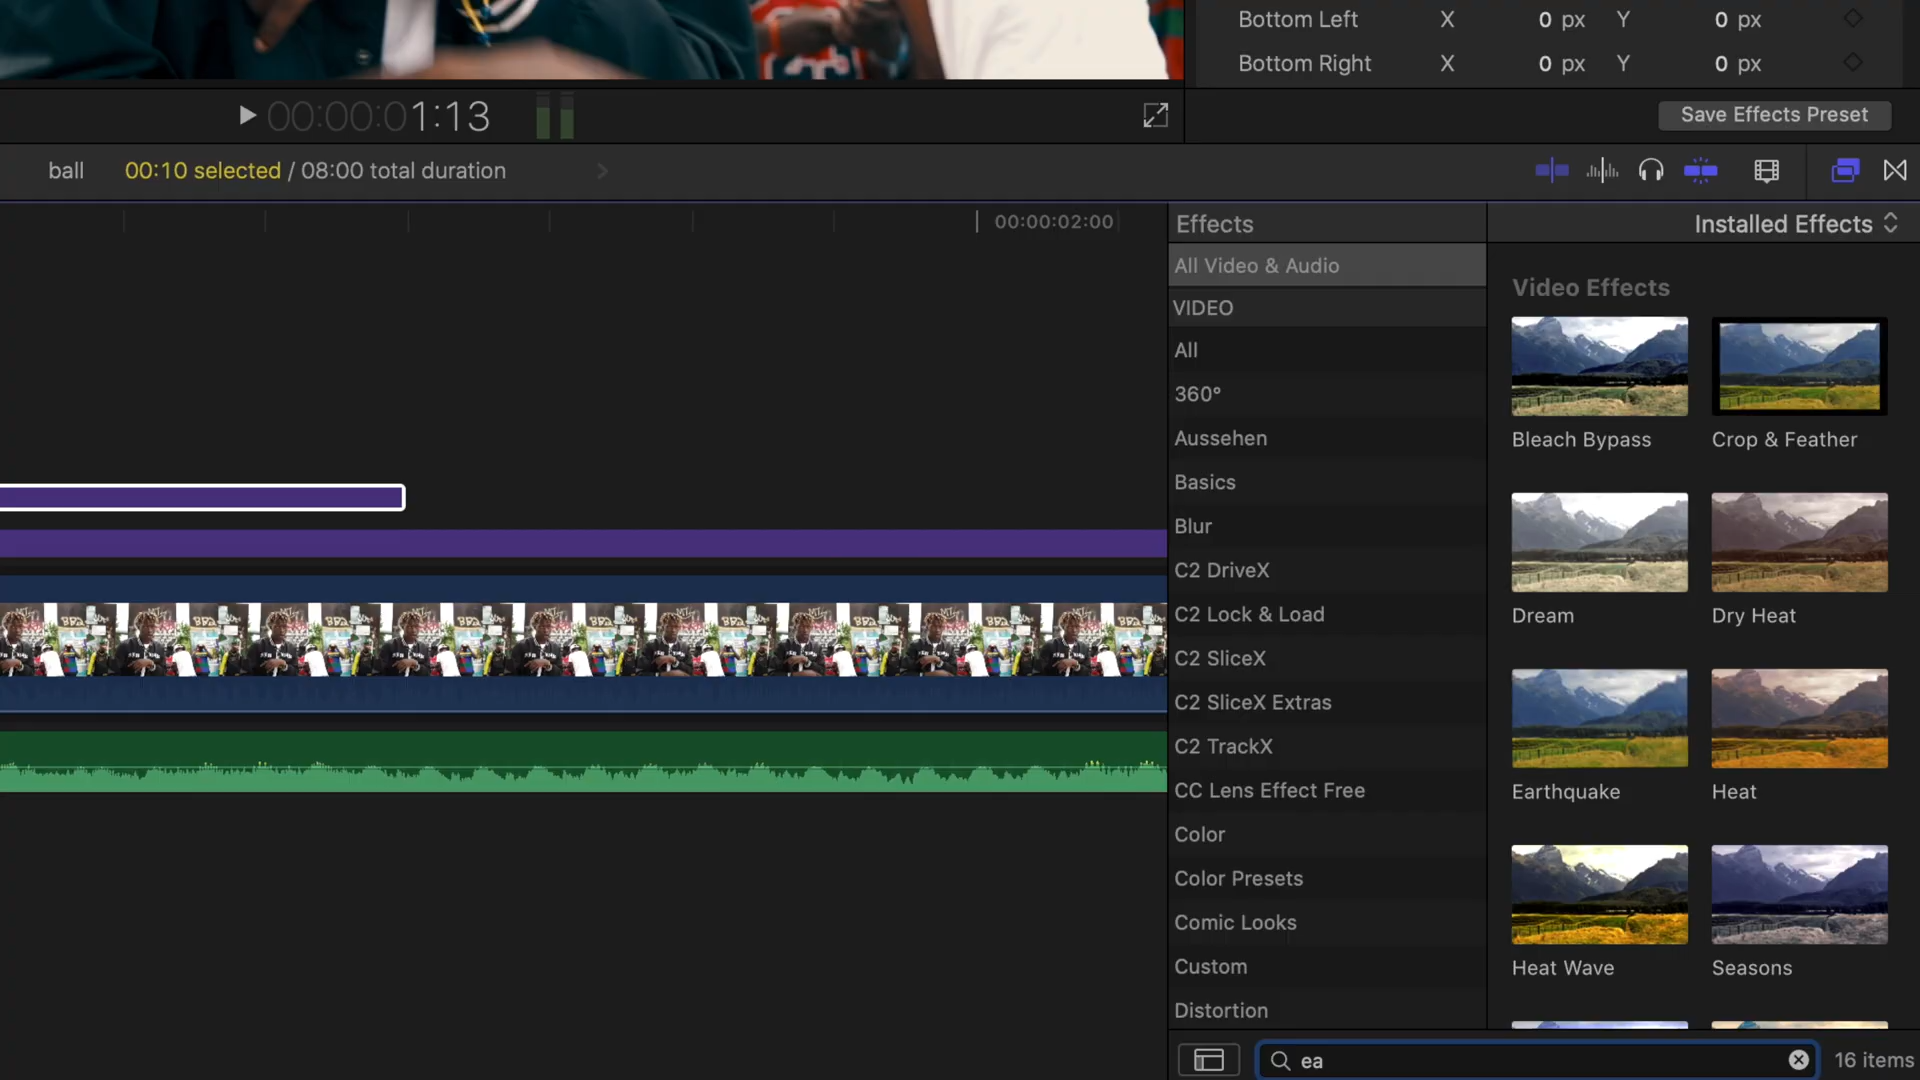 Bottom Left X 0 px Y 0 px
Bottom Right X 0 px Y 0 px
00:00:01:13
Save Effects Preset
ball 00:10 selected / 08:00 total duration
00:00:02:00
Effects
Installed Effects
All Video & Audio
VIDEO
All
360°
Aussehen
Basics
Blur
C2 DriveX
C2 Lock & Load
C2 SliceX
C2 SliceX Extras
C2 TrackX
CC Lens Effect Free
Color
Color Presets
Comic Looks
Custom
Distortion
Video Effects
Bleach Bypass
Crop & Feather
Dream
Dry Heat
Earthquake
Heat
Heat Wave
Seasons
ea
16 items